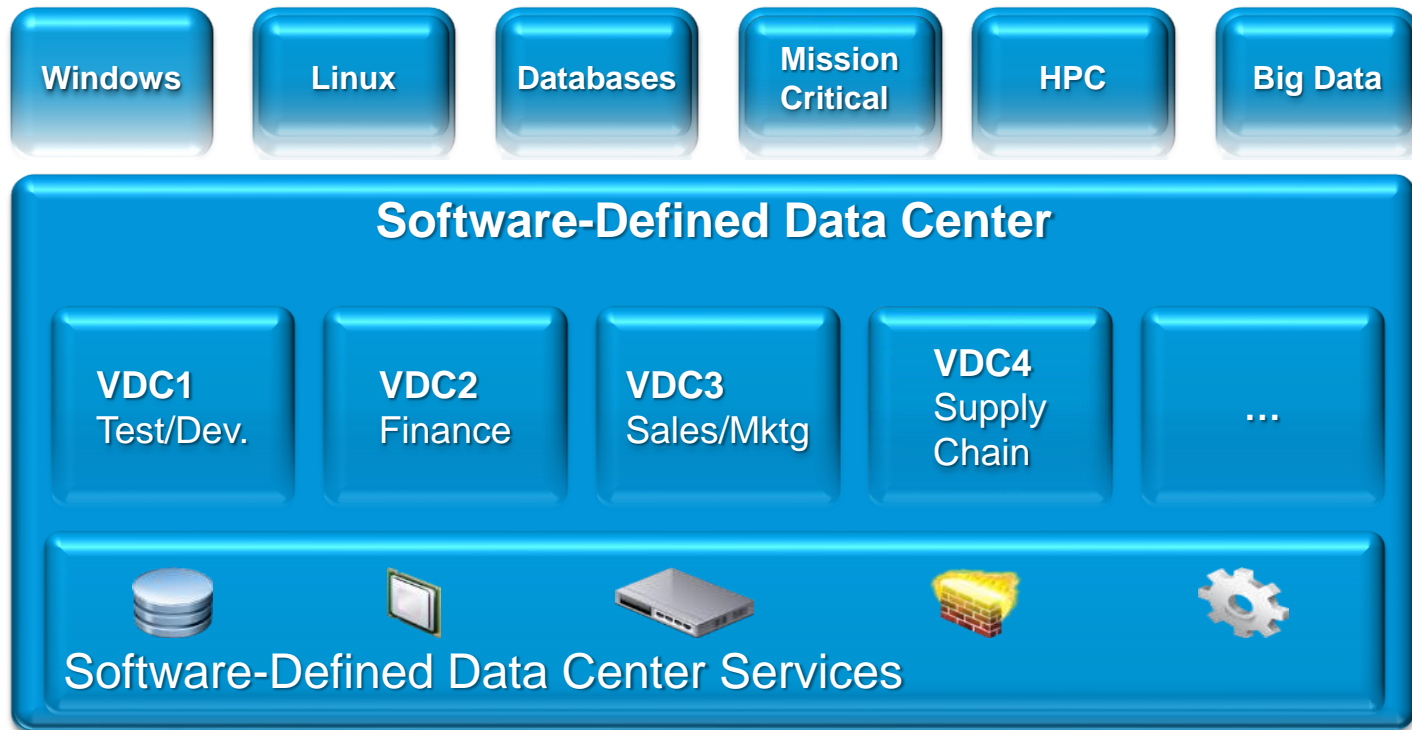 Windows
Linux
Databases
Mission
Critical
HPC
Big Data
Software-Defined Data Center
VDC1
Test/Dev.
VDC2
Finance
VDC3
Sales/Mktg
VDC4
Supply
Chain
...
Software-Defined Data Center Services